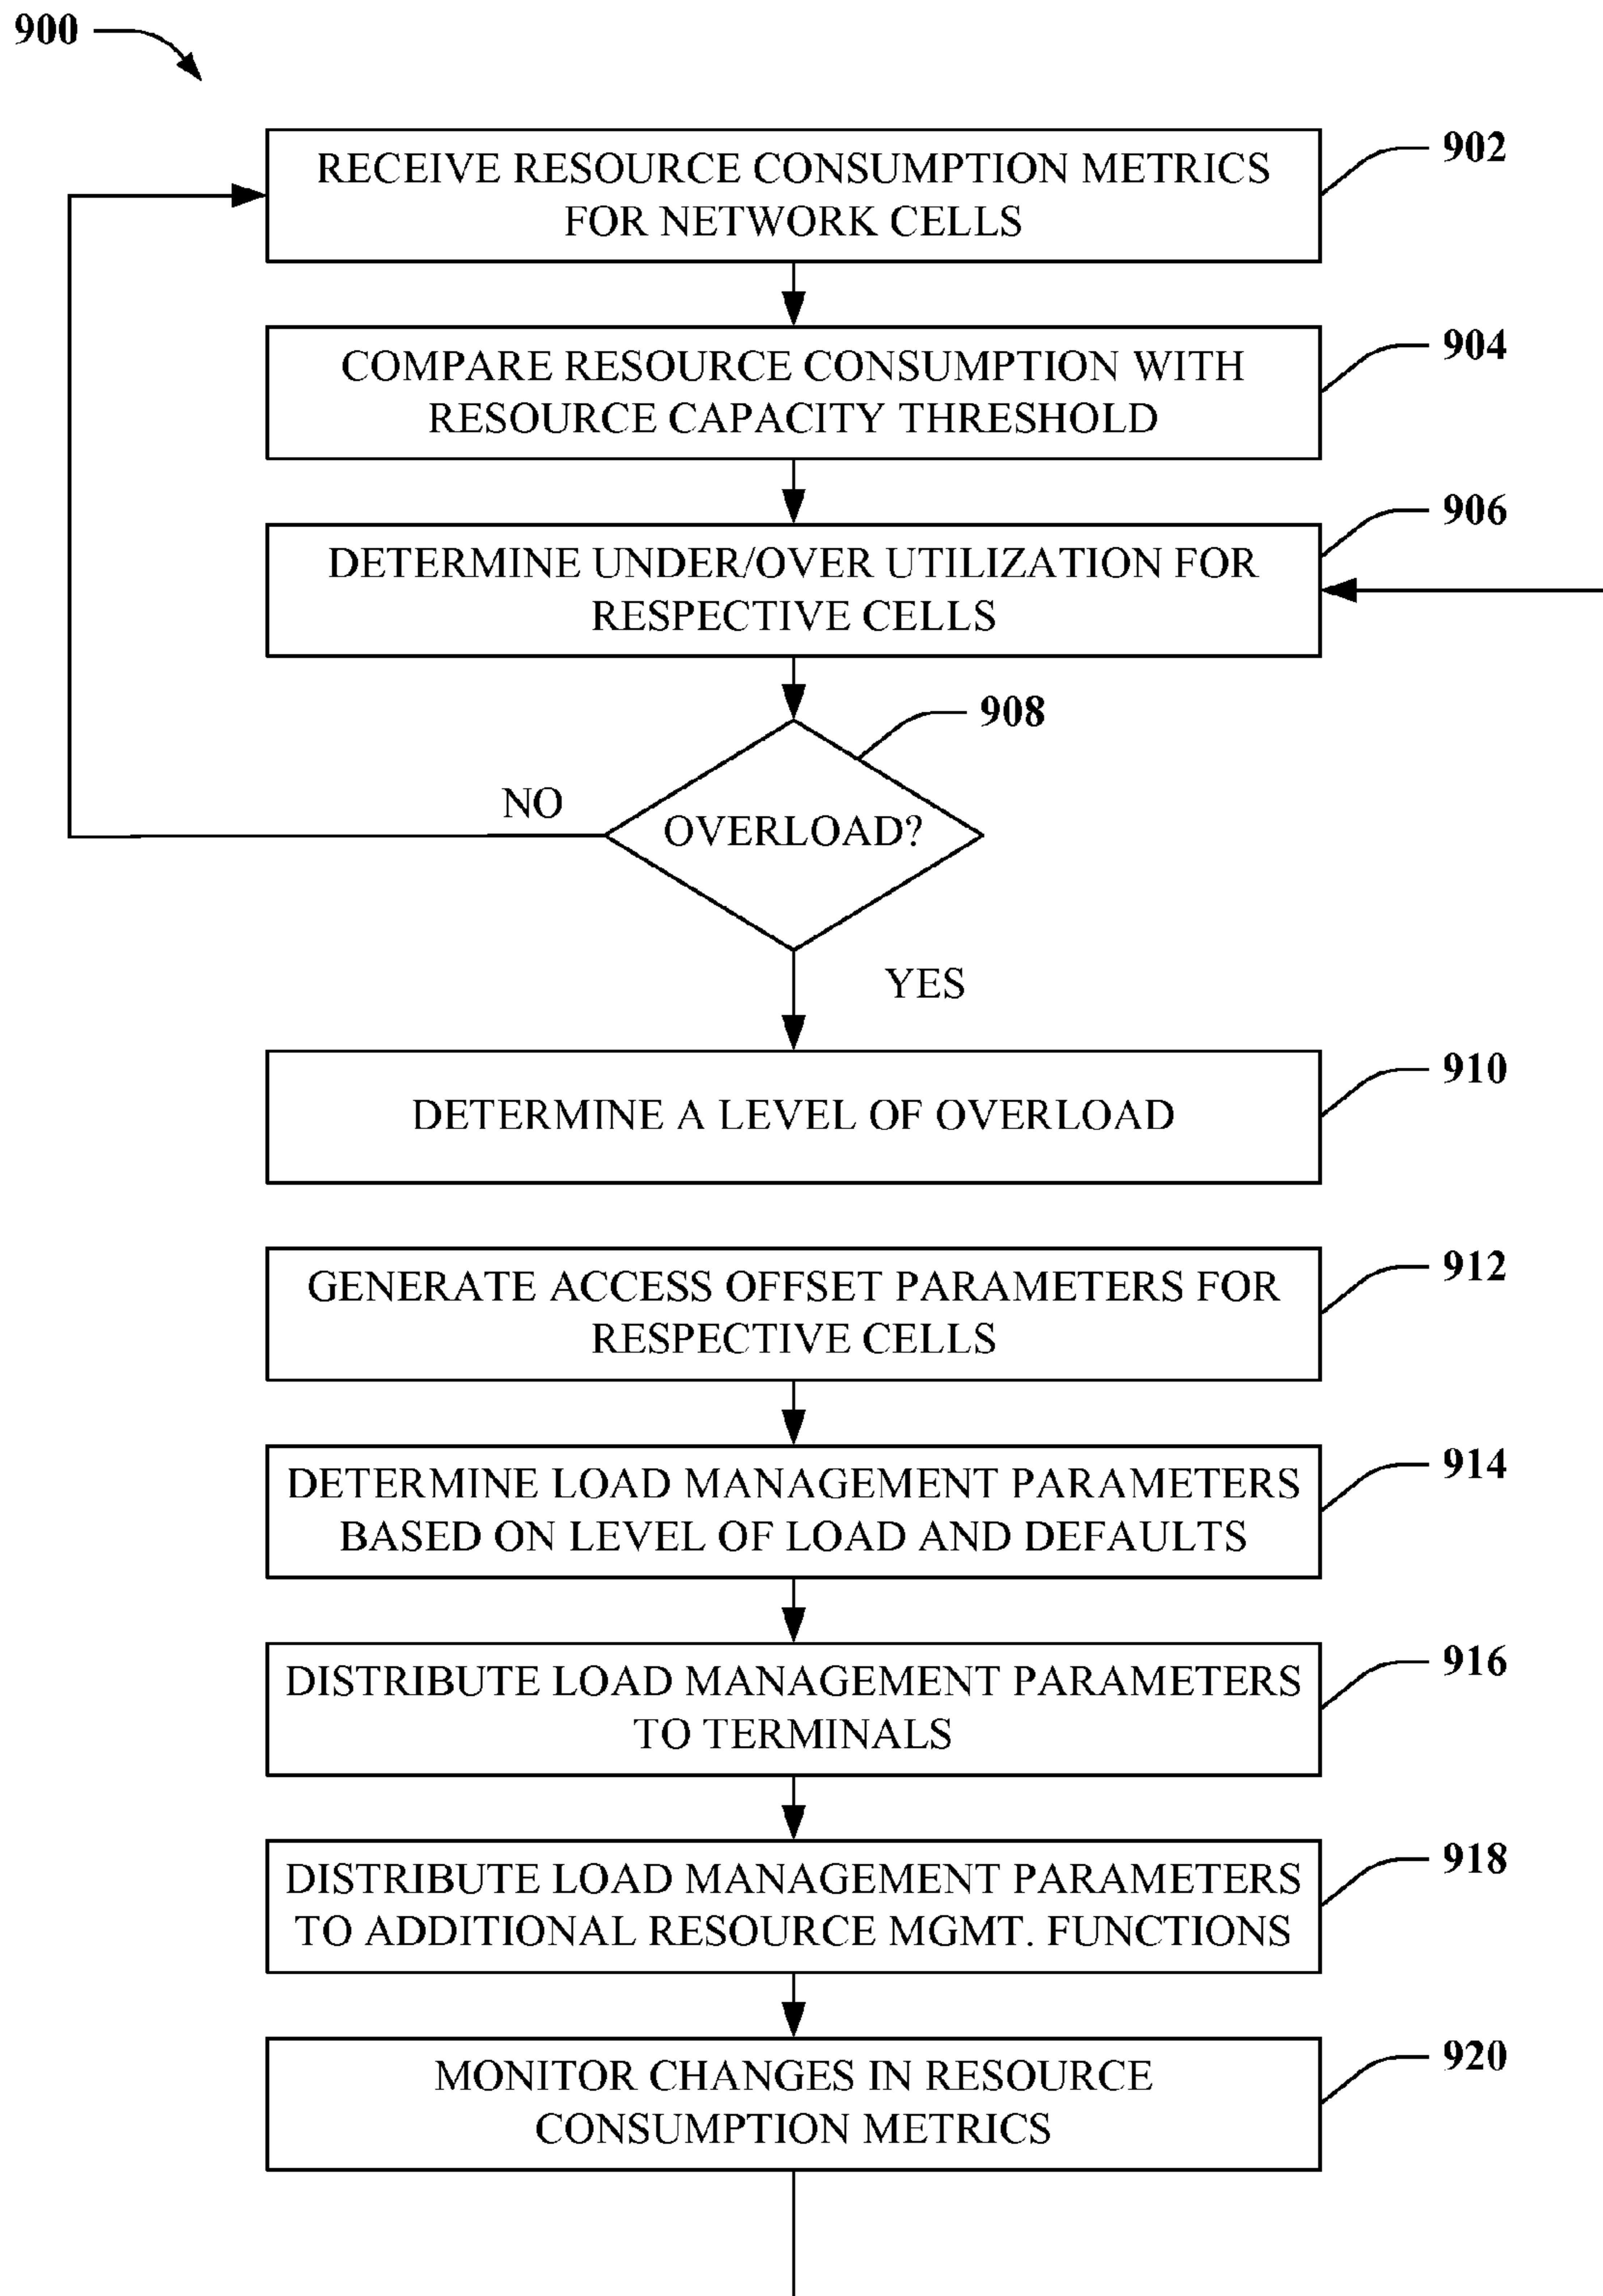 900
RECEIVE RESOURCE CONSUMPTION METRICS
FOR NETWORK CELLS
902
COMPARE RESOURCE CONSUMPTION WITH
RESOURCE CAPACITY THRESHOLD
904
DETERMINE UNDER/OVER UTILIZATION FOR
RESPECTIVE CELLS
906
908
NO
OVERLOAD?
YES
DETERMINE A LEVEL OF OVERLOAD
910
GENERATE ACCESS OFFSET PARAMETERS FOR
RESPECTIVE CELLS
912
DETERMINE LOAD MANAGEMENT PARAMETERS
BASED ON LEVEL OF LOAD AND DEFAULTS
914
DISTRIBUTE LOAD MANAGEMENT PARAMETERS
TO TERMINALS
916
DISTRIBUTE LOAD MANAGEMENT PARAMETERS
TO ADDITIONAL RESOURCE MGMT. FUNCTIONS
918
MONITOR CHANGES IN RESOURCE
CONSUMPTION METRICS
920